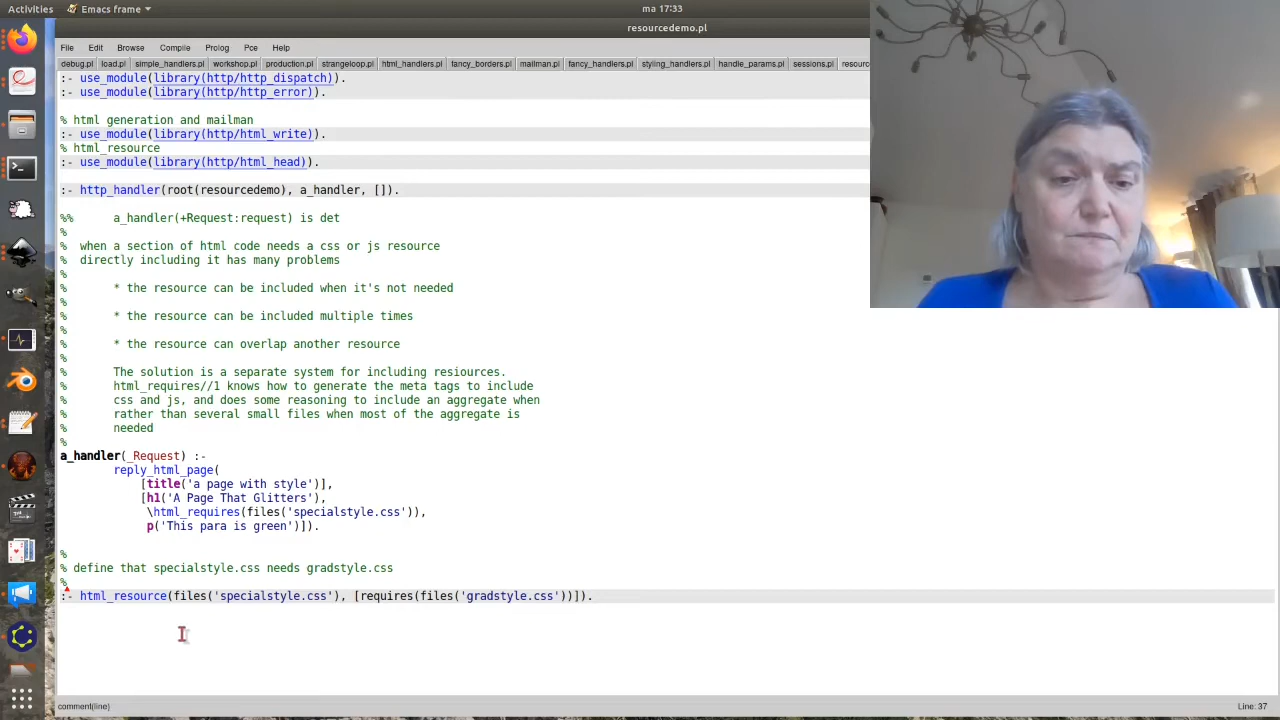 Activities
Emacs frame
ma 17:33
resourcedemo.pl
File Edit Browse Compile Prolog Pce Help
debug.pl load.pl simple_handlers.pl workshop.pl production.pl strangeloop.pl html_handlers.pl fancy_borders.pl mailman.pl fancy_handlers.pl styling_handlers.pl handle_params.pl sessions.pl resour
:- use_module(library(http/http_dispatch)).
:- use_module(library(http/http_error)).
% html generation and mailman
:- use_module(library(http/html_write)).
% html_resource
:- use_module(library(http/html_head)).
:- http_handler(root(resourcedemo), a_handler, []).
%% a_handler(+Request:request) is det
%
% when a section of html code needs a css or js resource
% directly including it has many problems
%
% * the resource can be included when it's not needed
%
% * the resource can be included multiple times
%
% * the resource can overlap another resource
%
% The solution is a separate system for including resiources.
% html_requires//1 knows how to generate the meta tags to include
% css and js, and does some reasoning to include an aggregate when
% rather than several small files when most of the aggregate is
% needed
%
a_handler(_Request) :-
reply_html_page(
[title('a page with style')],
[h1('A Page That Glitters'),
\html_requires(files('specialstyle.css')),
p('This para is green')]).
%
% define that specialstyle.css needs gradstyle.css
%
:- html_resource(files('specialstyle.css'), [requires(files('gradstyle.css'))]).
comment(line)
Line: 37